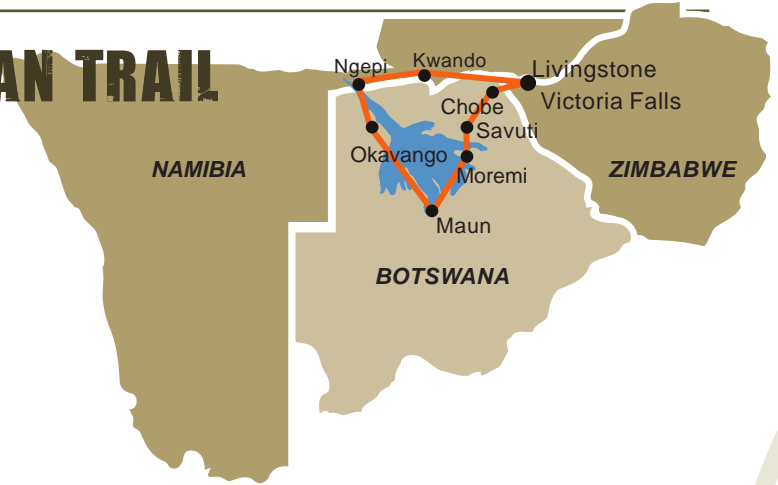 AN TRAIL
Ngepi
Kwando
Livingstone
Victoria Falls
Chobe
Savuti
Okavango
Moremi
Maun
NAMIBIA
ZIMBABWE
BOTSWANA